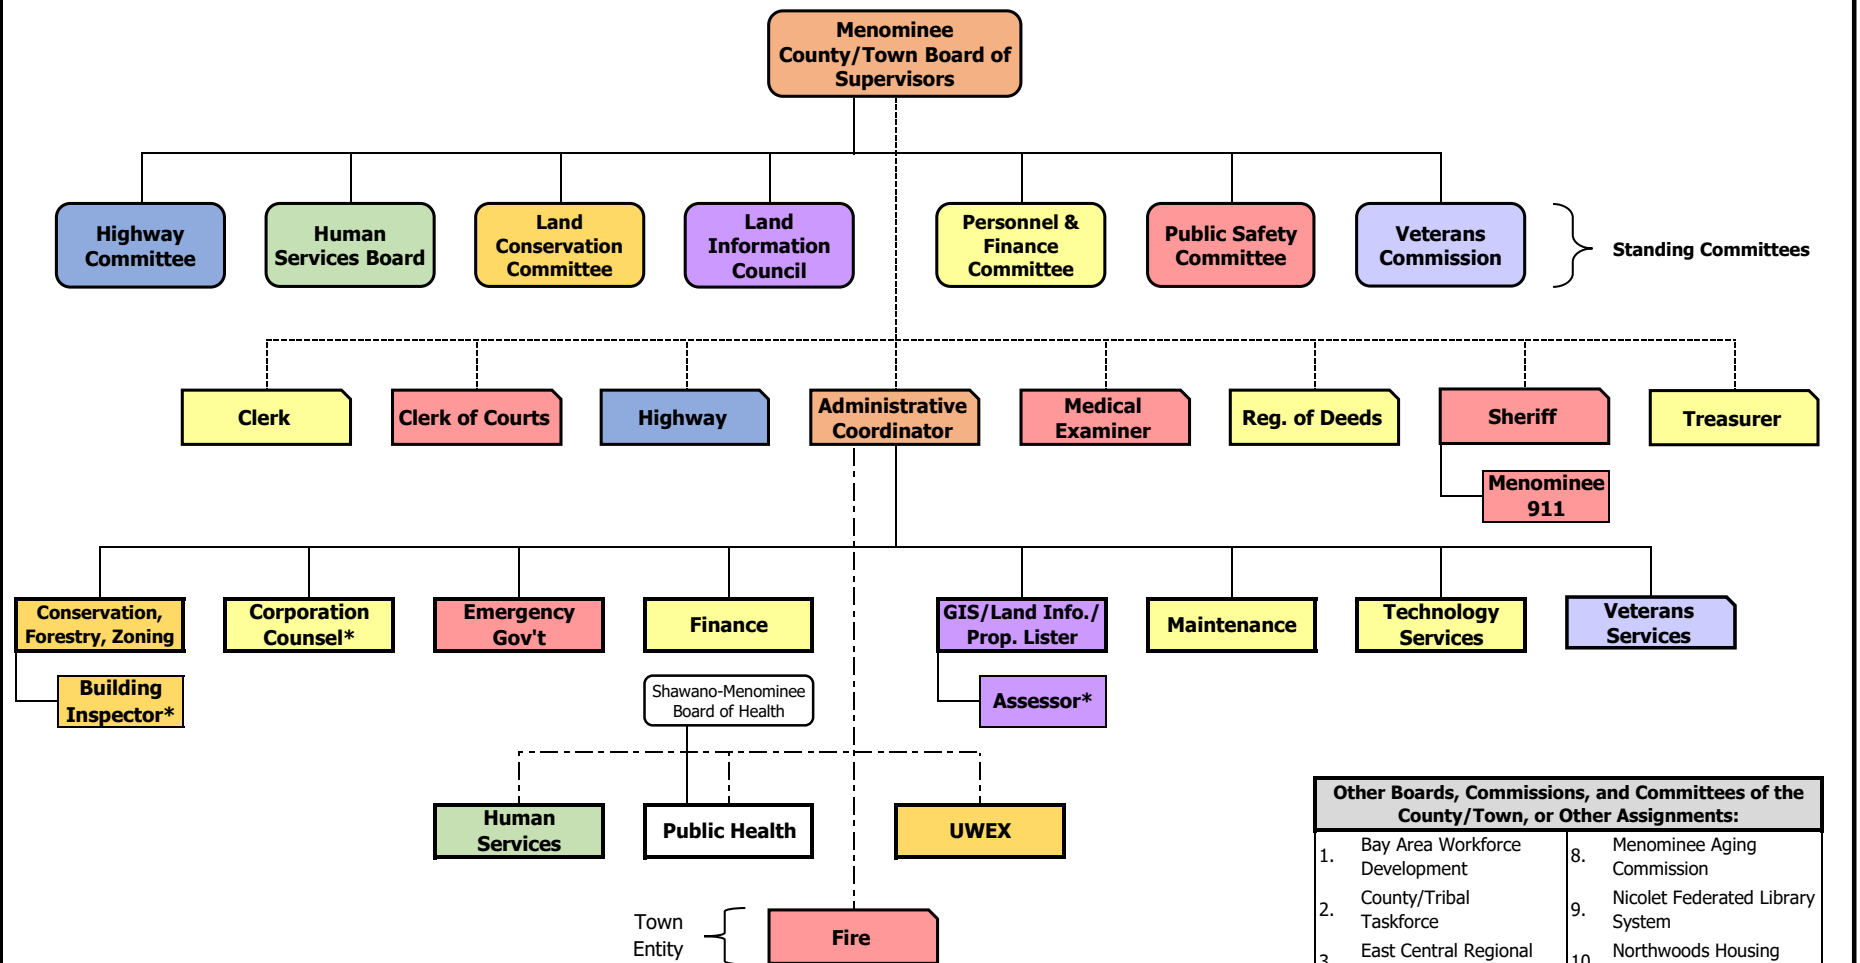 Menominee
County/Town Board of
Supervisors
Highway
Committee
Human
Services Board
Land
Conservation
Committee
Land
Information
Council
Personnel &
Finance
Committee
Public Safety
Committee
Veterans
Commission
Standing Committees
Clerk
Clerk of Courts
Highway
Administrative
Coordinator
Medical
Examiner
Reg. of Deeds
Sheriff
Treasurer
Menominee
911
Conservation,
Forestry, Zoning
Corporation
Counsel*
Emergency
Gov't
Finance
GIS/Land Info./
Prop. Lister
Maintenance
Technology
Services
Veterans
Services
Building
Inspector*
Shawano-Menominee
Board of Health
Assessor*
Human
Services
Public Health
UWEX
Town
Entity
Fire
Other Boards, Commissions, and Committees of the
County/Town, or Other Assignments:
1. Bay Area Workforce
Development
8. Menominee Aging
Commission
2. County/Tribal
Taskforce
9. Nicolet Federated Library
System
3. East Central Regional
10. Northwoods Housing